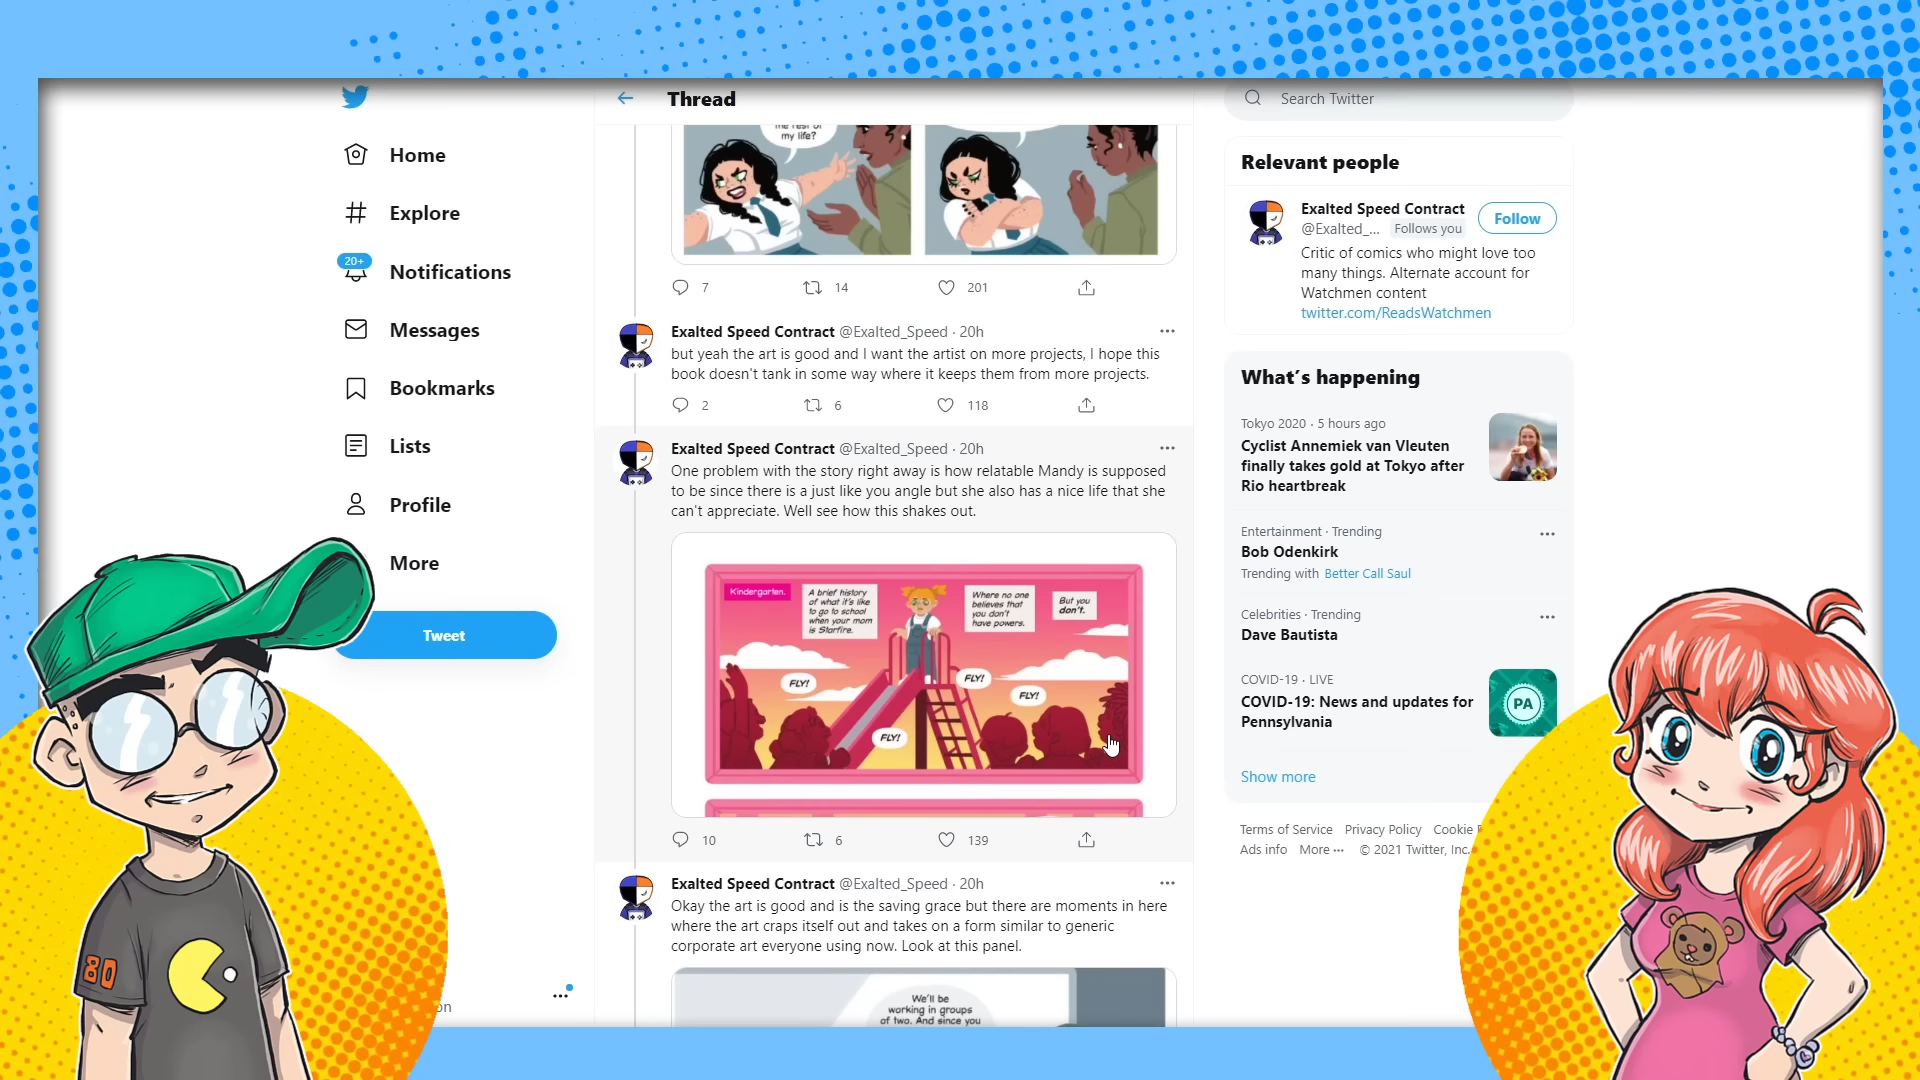 Home
Explore
20+
Notifications
Messages
Bookmarks
Lists
Profile
More
Tweet
Thread
the rest of
my life?
7 14 201
Exalted Speed Contract @Exalted_Speed · 20h
but yeah the art is good and I want the artist on more projects, I hope this
book doesn't tank in some way where it keeps them from more projects.
2 6 118
Exalted Speed Contract @Exalted_Speed · 20h
One problem with the story right away is how relatable Mandy is supposed
to be since there is a just like you angle but she also has a nice life that she
can't appreciate. Well see how this shakes out.
Kindergarten.
A brief history
of what it's like
to go to school
when your mom
is Starfire.
Where no one
believes that
you don't
have powers.
But you
don't.
FLY!
FLY!
FLY!
FLY!
10 6 139
Exalted Speed Contract @Exalted_Speed · 20h
Okay the art is good and is the saving grace but there are moments in here
where the art craps itself out and takes on a form similar to generic
corporate art everyone using now. Look at this panel.
We'll be
working in groups
of two. And since you
Search Twitter
Relevant people
Exalted Speed Contract
@Exalted_... Follows you
Follow
Critic of comics who might love too
many things. Alternate account for
Watchmen content
twitter.com/ReadsWatchmen
What's happening
Tokyo 2020 · 5 hours ago
Cyclist Annemiek van Vleuten
finally takes gold at Tokyo after
Rio heartbreak
Entertainment · Trending
Bob Odenkirk
Trending with Better Call Saul
Celebrities · Trending
Dave Bautista
COVID-19 · LIVE
COVID-19: News and updates for
Pennsylvania
PA
Show more
Terms of Service Privacy Policy Cookie
Ads info More ··· © 2021 Twitter, Inc.
80